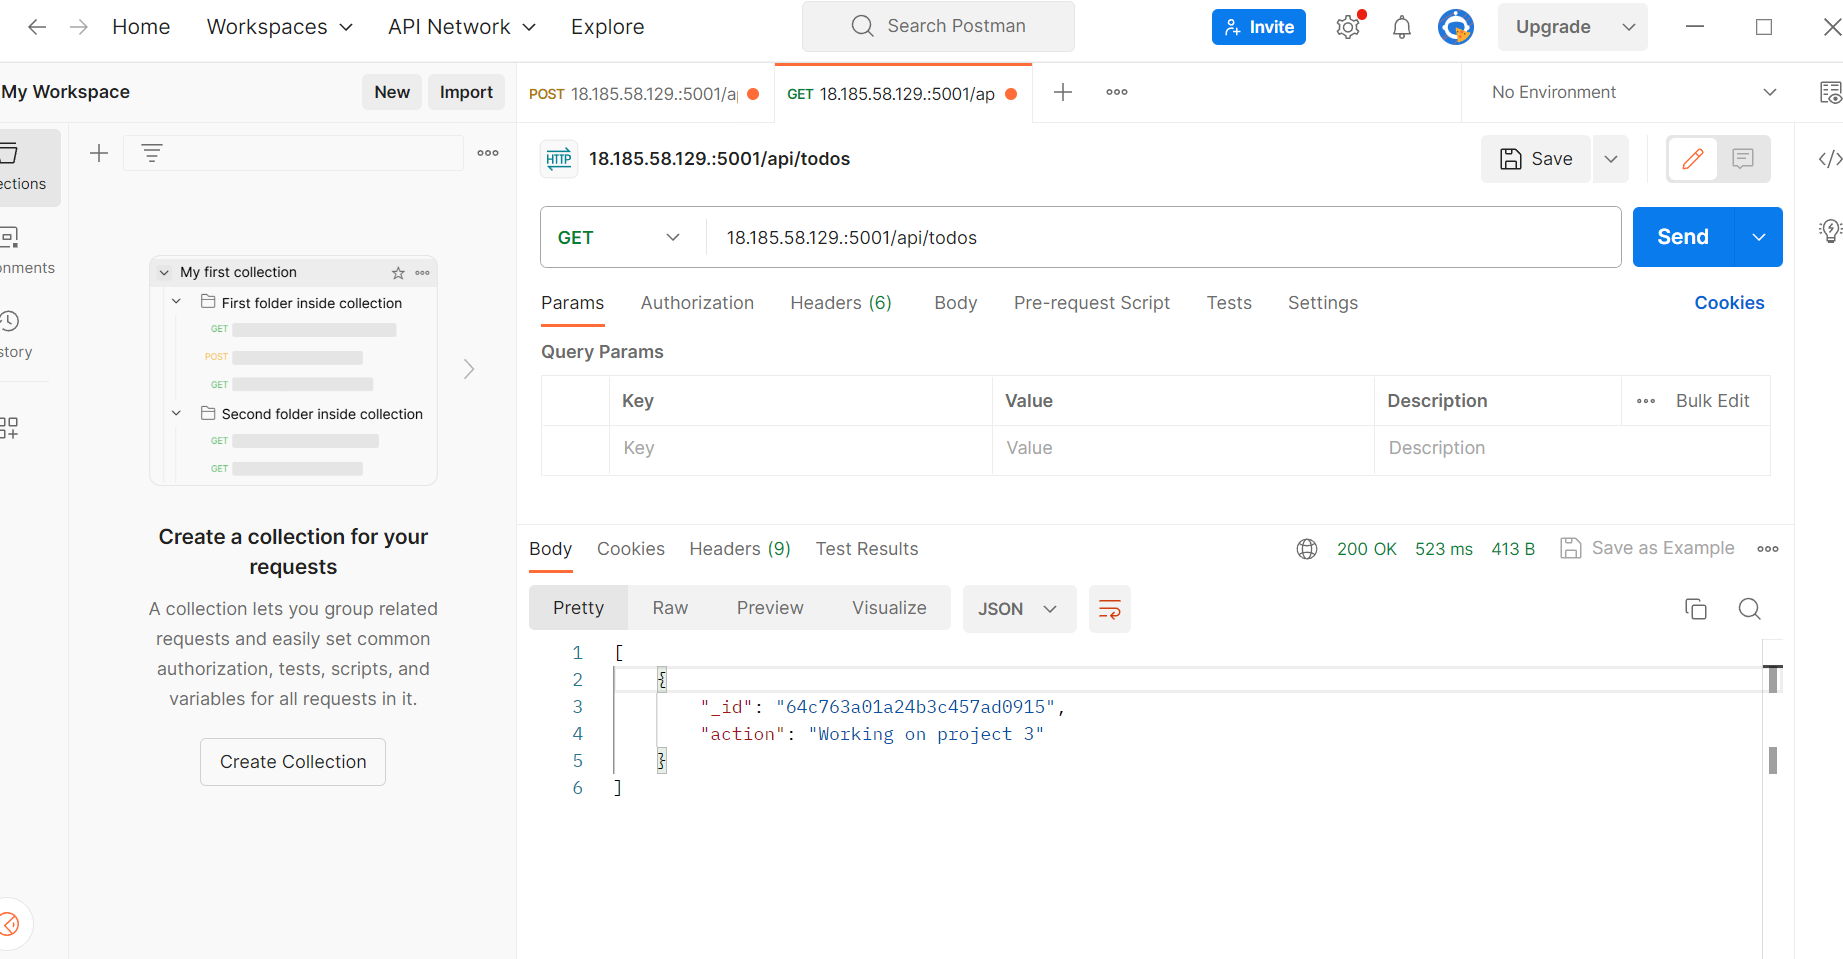 Home Workspaces API Network Explore Search Postman Invite Upgrade
My Workspace New Import
POST 18.185.58.129.:5001/a GET 18.185.58.129.:5001/ap No Environment
ections
onments
story
My first collection
First folder inside collection
GET
POST
GET
Second folder inside collection
GET
GET
Create a collection for your
requests
A collection lets you group related
requests and easily set common
authorization, tests, scripts, and
variables for all requests in it.
Create Collection
HTTP 18.185.58.129.:5001/api/todos Save
GET 18.185.58.129.:5001/api/todos Send
Params Authorization Headers (6) Body Pre-request Script Tests Settings Cookies
Query Params
Key Value Description Bulk Edit
Key Value Description
Body Cookies Headers (9) Test Results 200 OK 523 ms 413 B Save as Example
Pretty Raw Preview Visualize JSON
1 [
2 {
3 "_id": "64c763a01a24b3c457ad0915",
4 "action": "Working on project 3"
5 }
6 ]